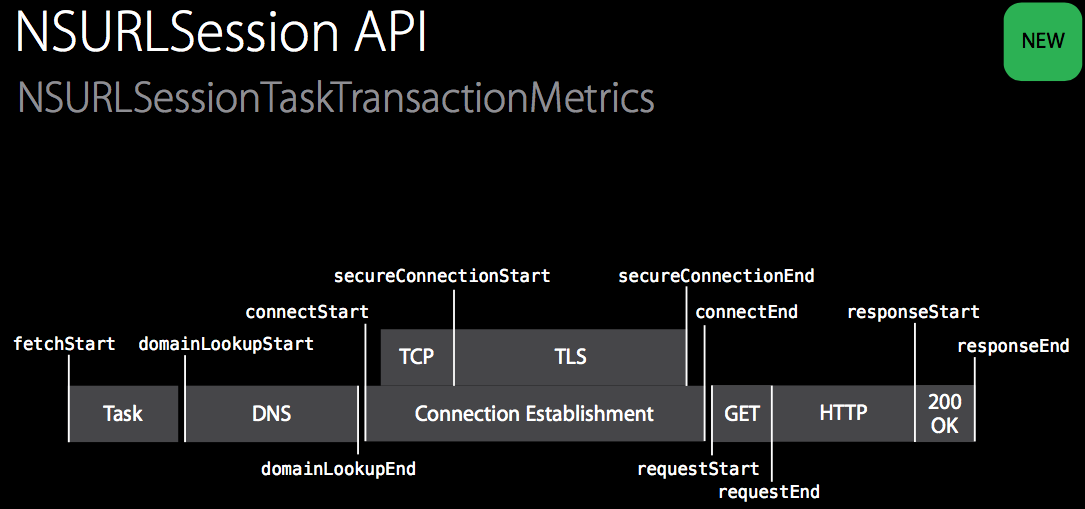 NSURLSession API
NEW
NSURLSessionTaskTransactionMetrics
secureConnectionStart
secureConnectionEnd
connectStart
connectEnd
responseStart
fetchStart
domainLookupStart
responseEnd
TCP
TLS
Task
DNS
Connection Establishment
GET
HTTP
200
OK
domainLookupEnd
requestStart
requestEnd